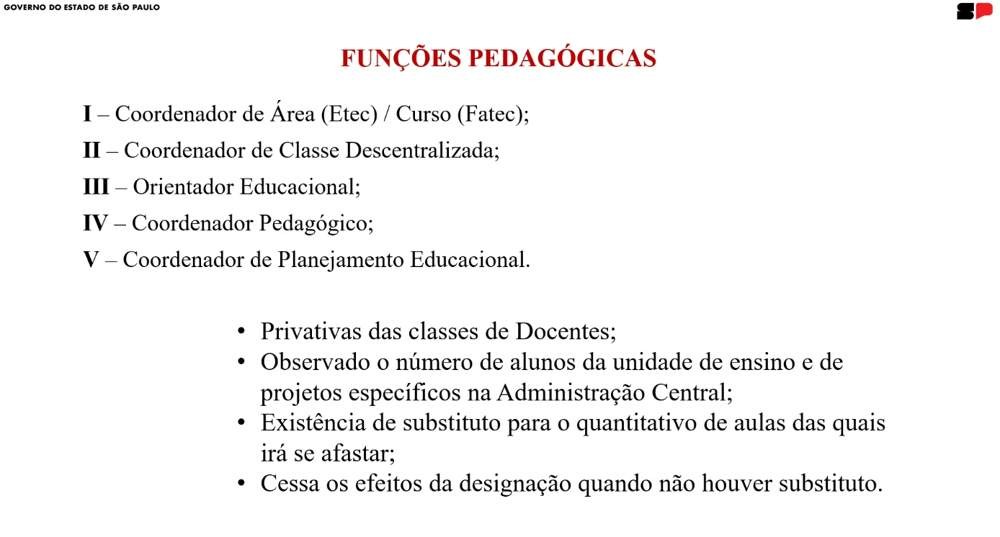 GOVERNO DO ESTADO DE SÃO PAULO
SP
FUNÇÕES PEDAGÓGICAS
I – Coordenador de Área (Etec) / Curso (Fatec);
II – Coordenador de Classe Descentralizada;
III – Orientador Educacional;
IV – Coordenador Pedagógico;
V – Coordenador de Planejamento Educacional.
• Privativas das classes de Docentes;
• Observado o número de alunos da unidade de ensino e de
projetos específicos na Administração Central;
• Existência de substituto para o quantitativo de aulas das quais
irá se afastar;
• Cessa os efeitos da designação quando não houver substituto.